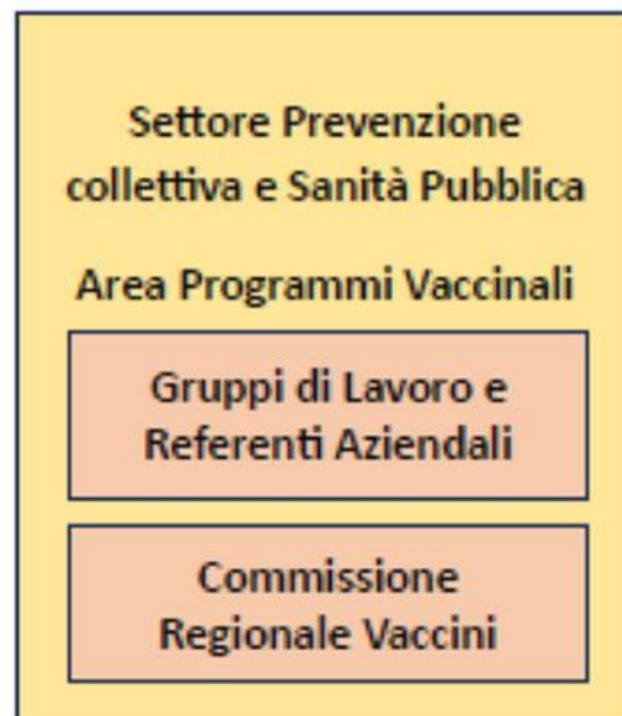 Settore Prevenzione
collettiva e Sanità Pubblica
Area Programmi Vaccinali
Gruppi di Lavoro e
Referenti Aziendali
Commissione
Regionale Vaccini